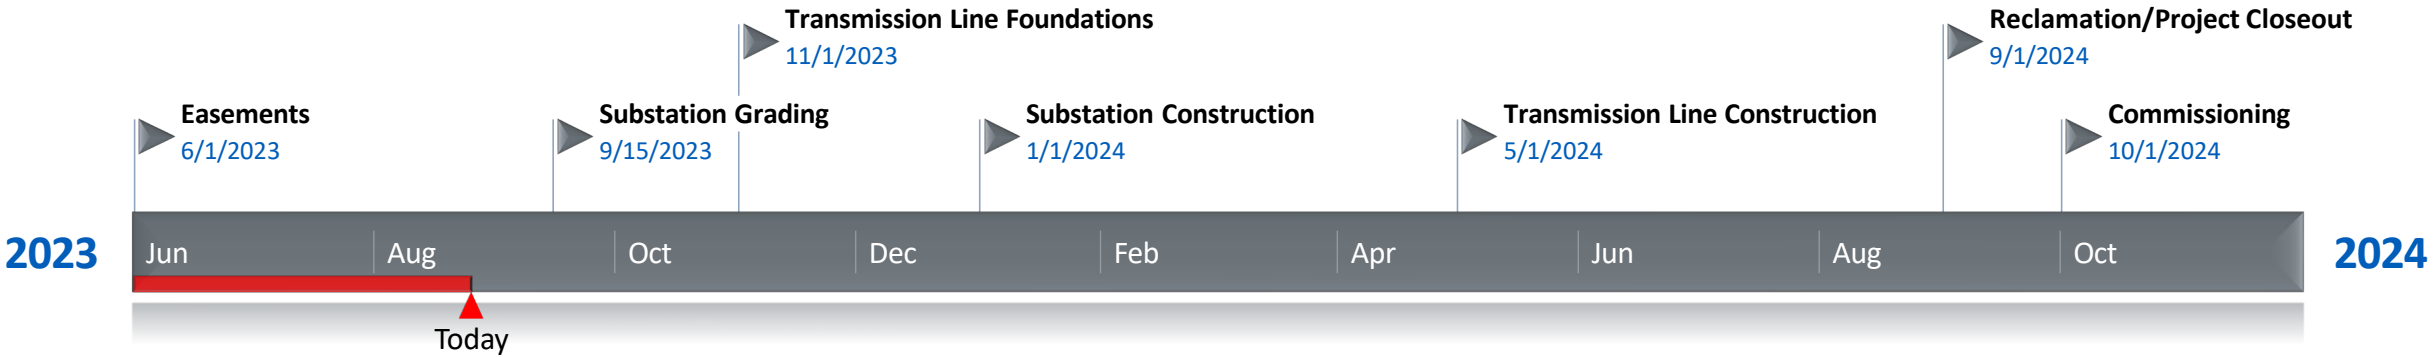 Transmission Line Foundations
11/1/2023
Reclamation/Project Closeout
9/1/2024
Easements
6/1/2023
Substation Grading
9/15/2023
Substation Construction
1/1/2024
Transmission Line Construction
5/1/2024
Commissioning
10/1/2024
2023 Jun Aug Oct Dec Feb Apr Jun Aug Oct 2024
Today